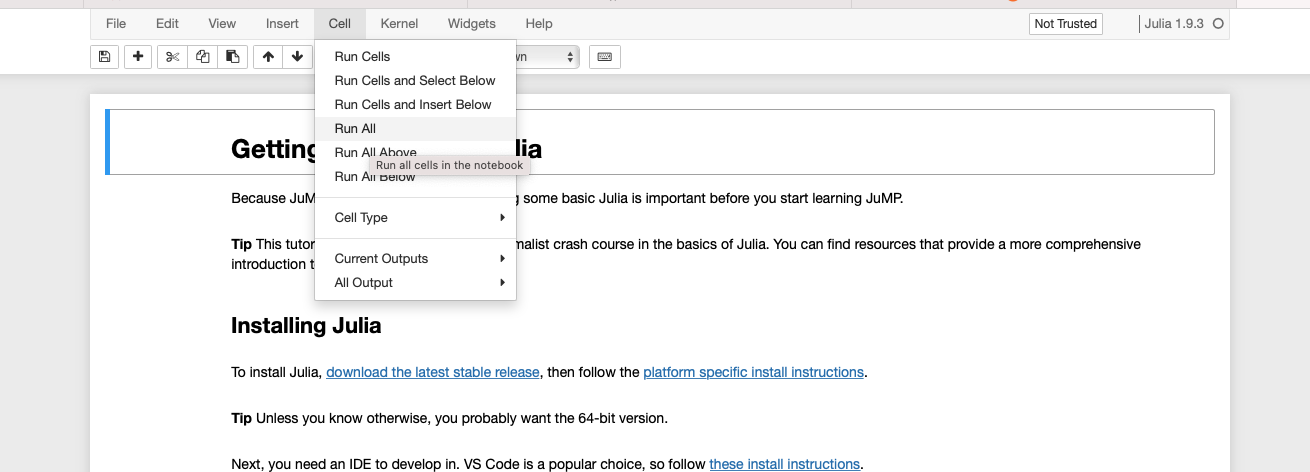 File Edit View Insert Cell Kernel Widgets Help Not Trusted Julia 1.9.3
Run Cells
Run Cells and Select Below
Run Cells and Insert Below
Run All
Run All Above
Run all cells in the notebook
Run All Below
Cell Type
Current Outputs
All Output
Getting lia
Because JuM g some basic Julia is important before you start learning JuMP.
Tip This tutor malist crash course in the basics of Julia. You can find resources that provide a more comprehensive
introduction t
Installing Julia
To install Julia, download the latest stable release, then follow the platform specific install instructions.
Tip Unless you know otherwise, you probably want the 64-bit version.
Next, you need an IDE to develop in. VS Code is a popular choice, so follow these install instructions.